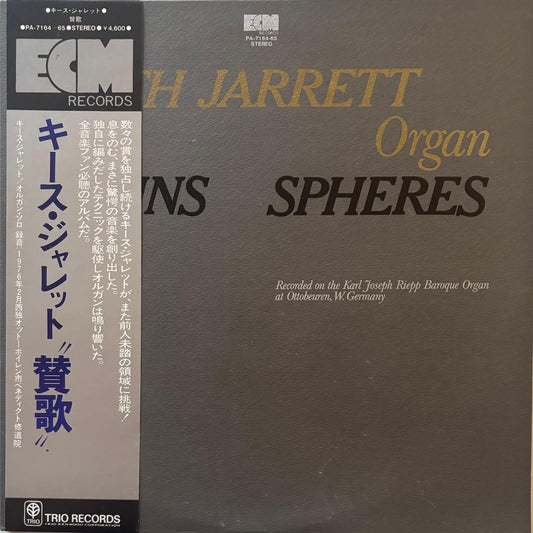 ●キース・ジャレット●
賛歌
●PA-7164~65●STEREO●¥4,600●
ECM
RECORDS
数々の賞を独占し続けるキース・ジャレットが、また前人未踏の領域に挑戦!
息をのむ、まさに驚愕の音楽を創り出した。
独自に編みだしたテクニックを駆使しオルガンは鳴り響いた。
全音楽ファン必聴のアルバムだ。
キース・ジャレット“賛歌”
キース・ジャレット、オルガン・ソロ 録音 1976年2月西独オットーボイレン市ベネディクト修道院
TRIO
TRIO RECORDS
TRIO-KENWOOD CORPORATION
ECM
RECORDS
PA-7164~65
STEREO
TH JARRETT
Organ
NS SPHERES
Recorded on the Karl Joseph Riepp Baroque Organ
at Ottobeuren, W. Germany